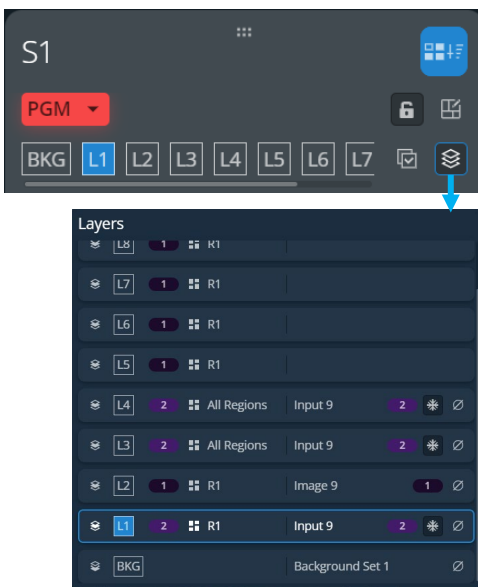 S1
PGM
BKG L1 L2 L3 L4 L5 L6 L7
Layers
L8 1 R1
L7 1 R1
L6 1 R1
L5 1 R1
L4 2 All Regions Input 9 2
L3 2 All Regions Input 9 2
L2 1 R1 Image 9 1
L1 2 R1 Input 9 2
BKG Background Set 1